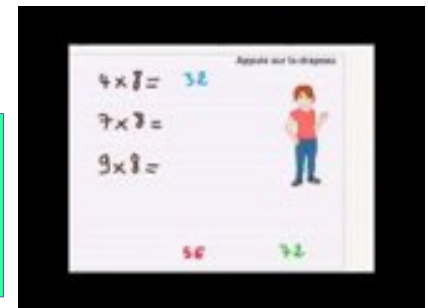 Appuie sur le drapeau
4 x 8 = 32
7 x 8 =
9 x 8 =
56 72